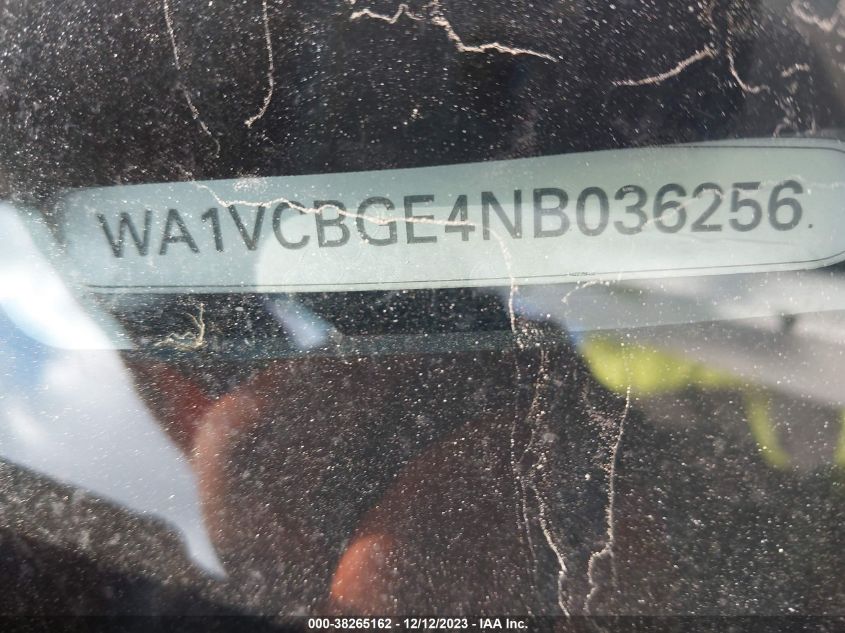 WA1VCBGE4NB036256
000-38265162 - 12/12/2023 - IAA Inc.